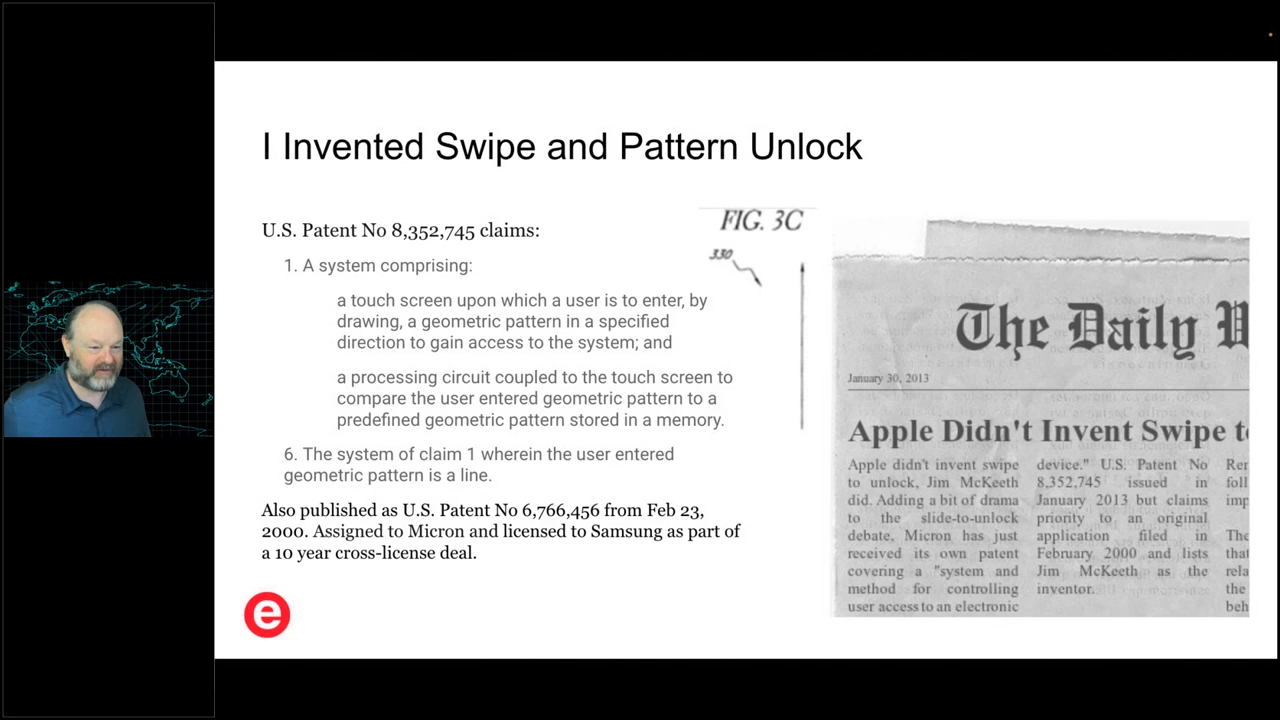 I Invented Swipe and Pattern Unlock
U.S. Patent No 8,352,745 claims:
1. A system comprising:
a touch screen upon which a user is to enter, by
drawing, a geometric pattern in a specified
direction to gain access to the system; and
a processing circuit coupled to the touch screen to
compare the user entered geometric pattern to a
predefined geometric pattern stored in a memory.
6. The system of claim 1 wherein the user entered
geometric pattern is a line.
Also published as U.S. Patent No 6,766,456 from Feb 23,
2000. Assigned to Micron and licensed to Samsung as part of
a 10 year cross-license deal.
e
FIG. 3C
330
The Daily
January 30, 2013
Apple Didn't Invent Swipe t
Apple didn't invent swipe
to unlock, Jim McKeeth
did. Adding a bit of drama
to the slide-to-unlock
debate, Micron has just
received its own patent
covering a "system and
method for controlling
user access to an electronic
device." U.S. Patent No
8,352,745 issued in
January 2013 but claims
priority to an original
application filed in
February 2000 and lists
Jim McKeeth as the
inventor.
Rer
foll
imp
The
that
rela
the
beh